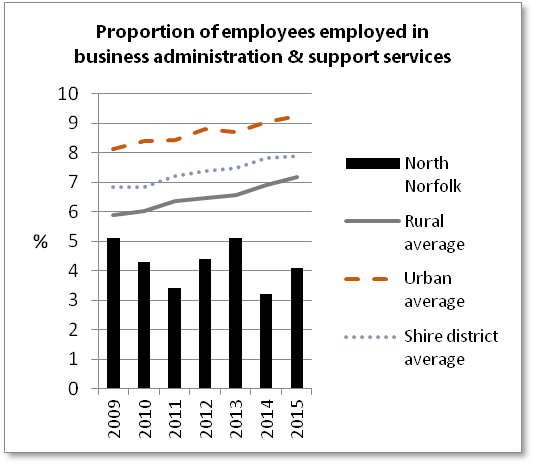 Proportion of employees employed in
business administration & support services
10
9
8
7
6
5
4
3
2
1
0
%
2009
2010
2011
2012
2013
2014
2015
North
Norfolk
Rural
average
Urban
average
Shire district
average